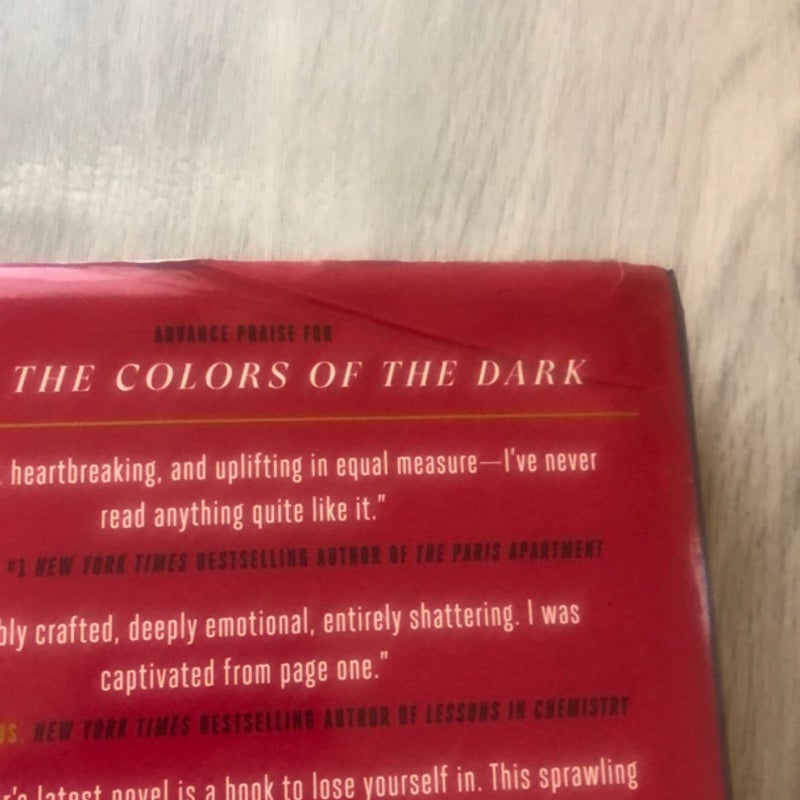 ADVANCE PRAISE FOR
THE COLORS OF THE DARK
, heartbreaking, and uplifting in equal measure—I've never
read anything quite like it."
#1 NEW YORK TIMES BESTSELLING AUTHOR OF THE PARIS APARTMENT
bly crafted, deeply emotional, entirely shattering. I was
captivated from page one."
US, NEW YORK TIMES BESTSELLING AUTHOR OF LESSONS IN CHEMISTRY
r's latest novel is a book to lose yourself in. This sprawling